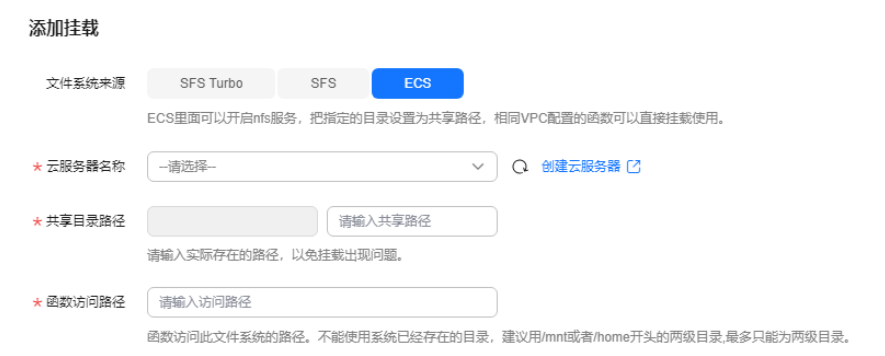 添加挂载
文件系统来源 SFS Turbo SFS ECS
ECS里面可以开启nfs服务，把指定的目录设置为共享路径，相同VPC配置的函数可以直接挂载使用。
* 云服务器名称 --请选择-- 创建云服务器
* 共享目录路径 请输入共享路径
请输入实际存在的路径，以免挂载出现问题。
* 函数访问路径 请输入访问路径
函数访问此文件系统的路径。不能使用系统已经存在的目录，建议用/mnt或者/home开头的两级目录,最多只能为两级目录。